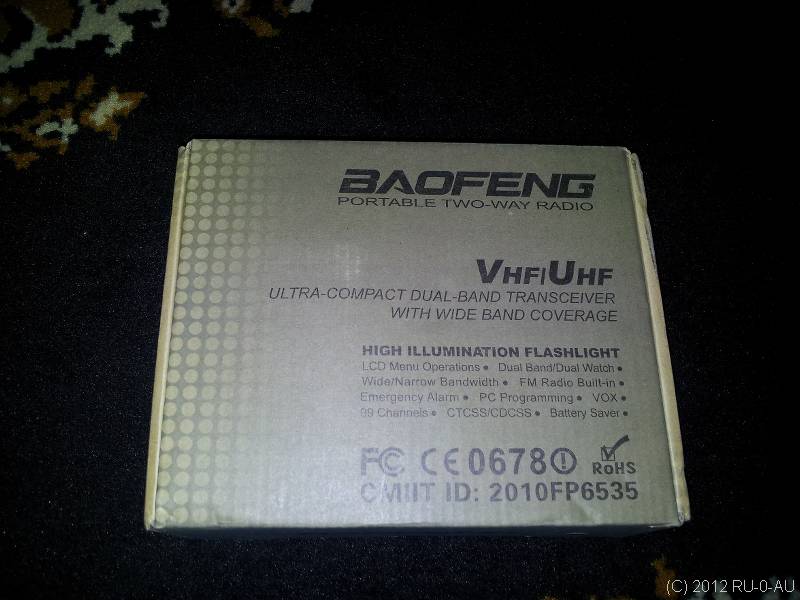 BAOFENG
PORTABLE TWO-WAY RADIO
VHF/UHF
ULTRA-COMPACT DUAL-BAND TRANSCEIVER
WITH WIDE BAND COVERAGE
HIGH ILLUMINATION FLASHLIGHT
LCD Menu Operations • Dual Band/Dual Watch •
Wide/Narrow Bandwidth • FM Radio Built-in •
Emergency Alarm • PC Programming • VOX •
99 Channels • CTCSS/CDCSS • Battery Saver •
FC CE0678 RoHS
CMIIT ID: 2010FP6535
(C) 2012 RU-0-AU